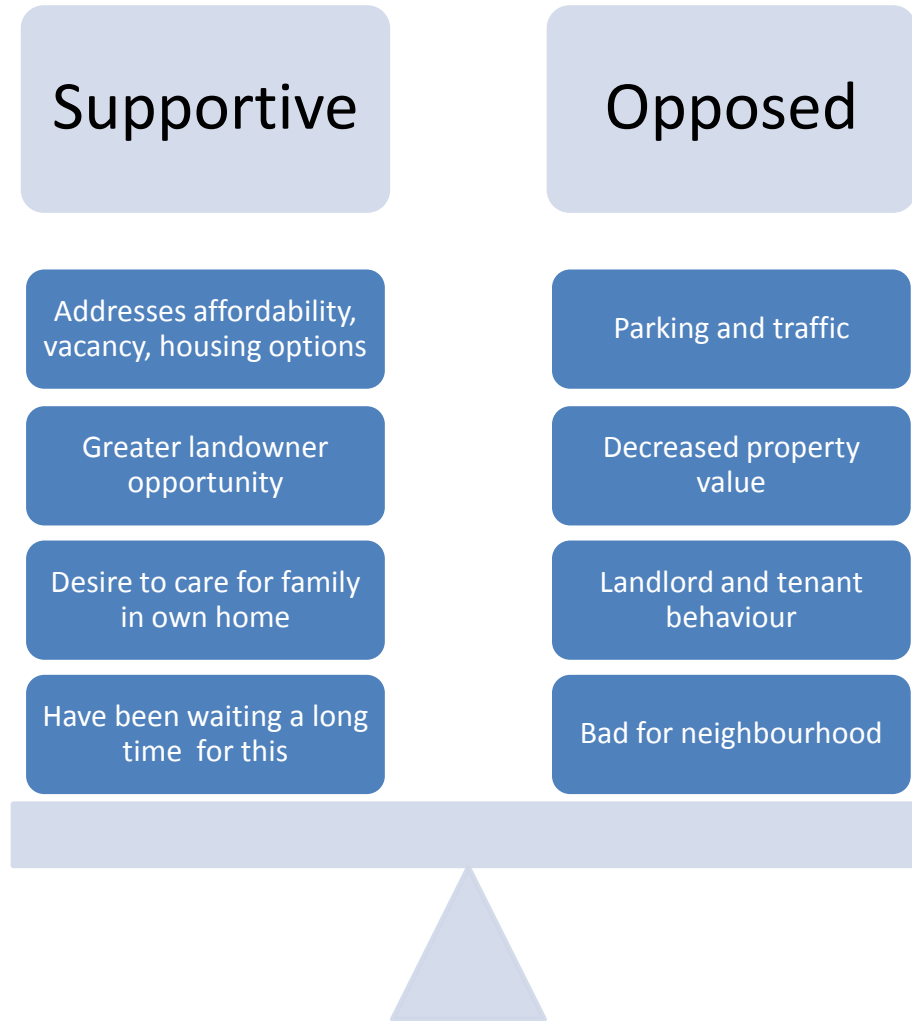 Supportive
Addresses affordability,
vacancy, housing options
Greater landowner
opportunity
Desire to care for family
in own home
Have been waiting a long
time  for this
Opposed
Parking and traffic
Decreased property
value
Landlord and tenant
behaviour
Bad for neighbourhood